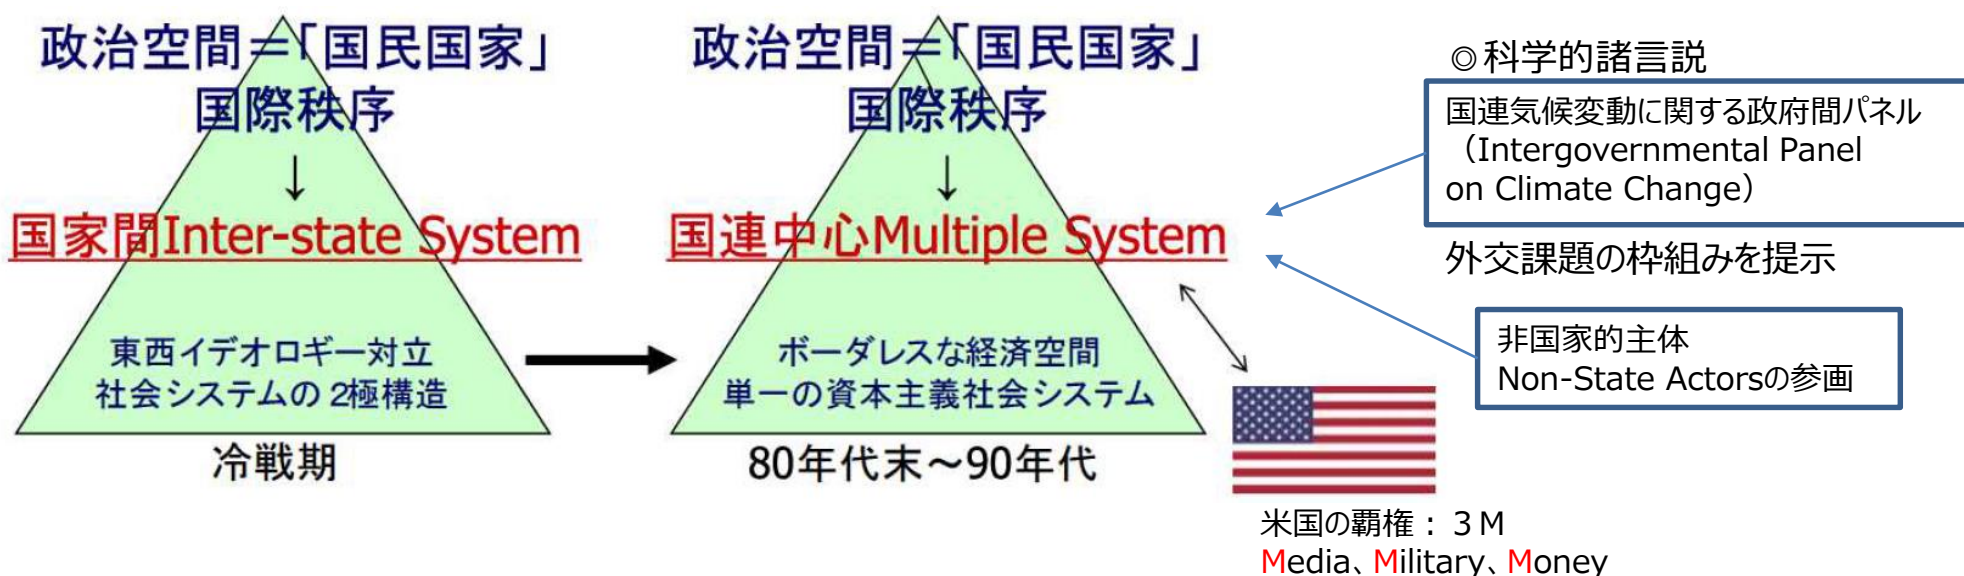 政治空間=「国民国家」
国際秩序
↓
国家間Inter-state System
東西イデオロギー対立
社会システムの2極構造
冷戦期
政治空間=「国民国家」
国際秩序
↓
国連中心Multiple System
ボーダレスな経済空間
単一の資本主義社会システム
80年代末～90年代
◎科学的諸言説
国連気候変動に関する政府間パネル
（Intergovernmental Panel
on Climate Change）
外交課題の枠組みを提示
非国家的主体
Non-State Actorsの参画
米国の覇権：３M
Media、Military、Money